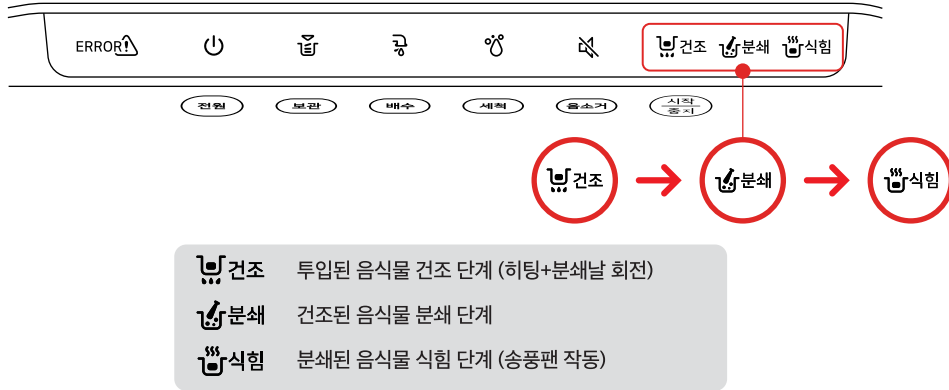 ERROR 건조 분쇄 식힘
전원 보관 배수 세척 음소거 시작 중지
건조 분쇄 식힘
건조 투입된 음식물 건조 단계 (히팅+분쇄날 회전)
분쇄 건조된 음식물 분쇄 단계
식힘 분쇄된 음식물 식힘 단계 (송풍팬 작동)